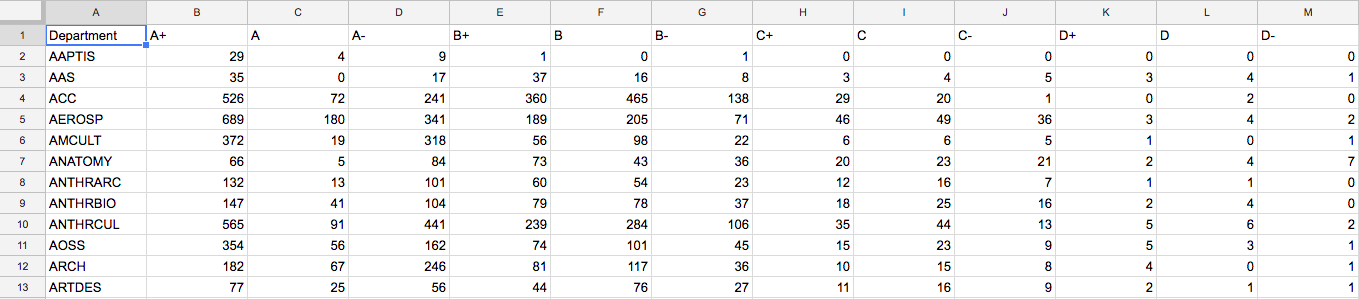 A B C D E F G H I J K L M
1 Department A+ A A- B+ B B- C+ C C- D+ D D-
2 AAPTIS 29 4 9 1 0 1 0 0 0 0 0 0
3 AAS 35 0 17 37 16 8 3 4 5 3 4 1
4 ACC 526 72 241 360 465 138 29 20 1 0 2 0
5 AEROSP 689 180 341 189 205 71 46 49 36 3 4 2
6 AMCULT 372 19 318 56 98 22 6 6 5 1 0 1
7 ANATOMY 66 5 84 73 43 36 20 23 21 2 4 7
8 ANTHRARC 132 13 101 60 54 23 12 16 7 1 1 0
9 ANTHRBIO 147 41 104 79 78 37 18 25 16 2 4 0
10 ANTHRCUL 565 91 441 239 284 106 35 44 13 5 6 2
11 AOSS 354 56 162 74 101 45 15 23 9 5 3 1
12 ARCH 182 67 246 81 117 36 10 15 8 4 0 1
13 ARTDES 77 25 56 44 76 27 11 16 9 2 1 1